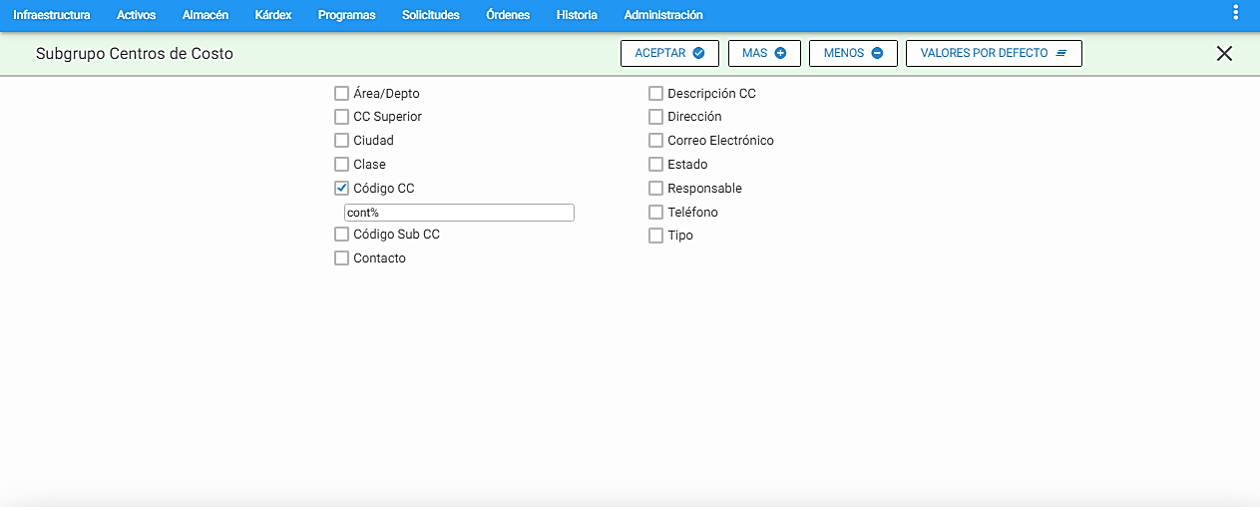 Infraestructura Activos Almacén Kárdex Programas Solicitudes Órdenes Historia Administración
Subgrupo Centros de Costo ACEPTAR MAS MENOS VALORES POR DEFECTO
Área/Depto
CC Superior
Ciudad
Clase
Código CC
cont%
Código Sub CC
Contacto
Descripción CC
Dirección
Correo Electrónico
Estado
Responsable
Teléfono
Tipo